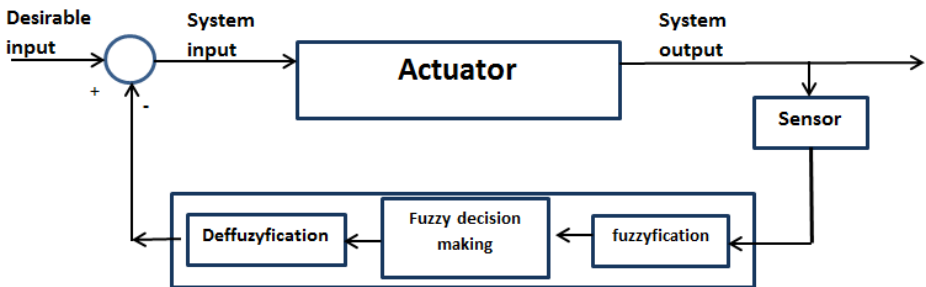 Desirable
input
System
input
Actuator
System
output
+
-
Sensor
Deffuzyfication
Fuzzy decision
making
fuzzyfication